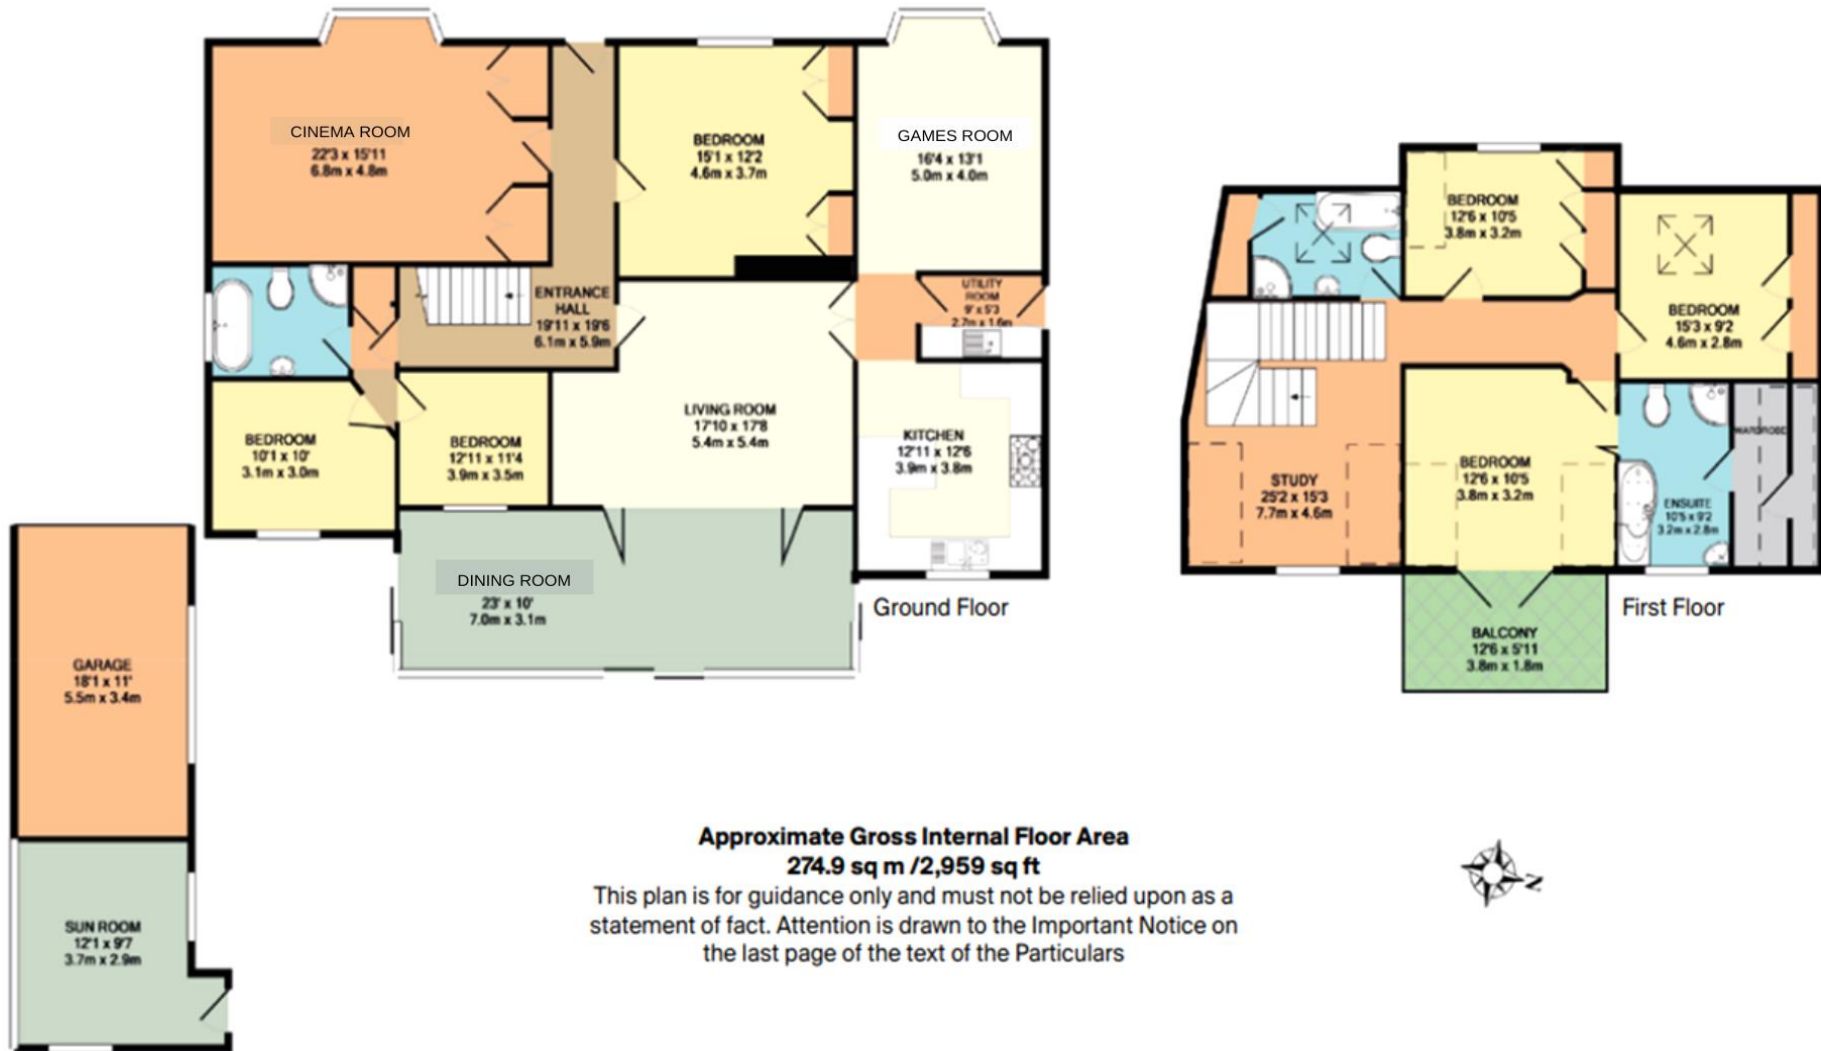 CINEMA ROOM
22'3 x 15'11
6.8m x 4.8m
BEDROOM
15'1 x 12'2
4.6m x 3.7m
GAMES ROOM
16'4 x 13'1
5.0m x 4.0m
ENTRANCE
HALL
19'11 x 19'6
6.1m x 5.9m
UTILITY
ROOM
9' x 5'3
2.7m x 1.6m
BEDROOM
10'1 x 10'
3.1m x 3.0m
BEDROOM
12'11 x 11'4
3.9m x 3.5m
LIVING ROOM
17'10 x 17'8
5.4m x 5.4m
KITCHEN
12'11 x 12'6
3.9m x 3.8m
DINING ROOM
23' x 10'
7.0m x 3.1m
Ground Floor
GARAGE
18'1 x 11'
5.5m x 3.4m
SUN ROOM
12'1 x 9'7
3.7m x 2.9m
BEDROOM
12'6 x 10'5
3.8m x 3.2m
BEDROOM
15'3 x 9'2
4.6m x 2.8m
STUDY
25'2 x 15'3
7.7m x 4.6m
BEDROOM
12'6 x 10'5
3.8m x 3.2m
ENSUITE
10'5 x 9'2
3.2m x 2.8m
WARDROBE
BALCONY
12'6 x 5'11
3.8m x 1.8m
First Floor
Approximate Gross Internal Floor Area
274.9 sq m /2,959 sq ft
This plan is for guidance only and must not be relied upon as a
statement of fact. Attention is drawn to the Important Notice on
the last page of the text of the Particulars
N